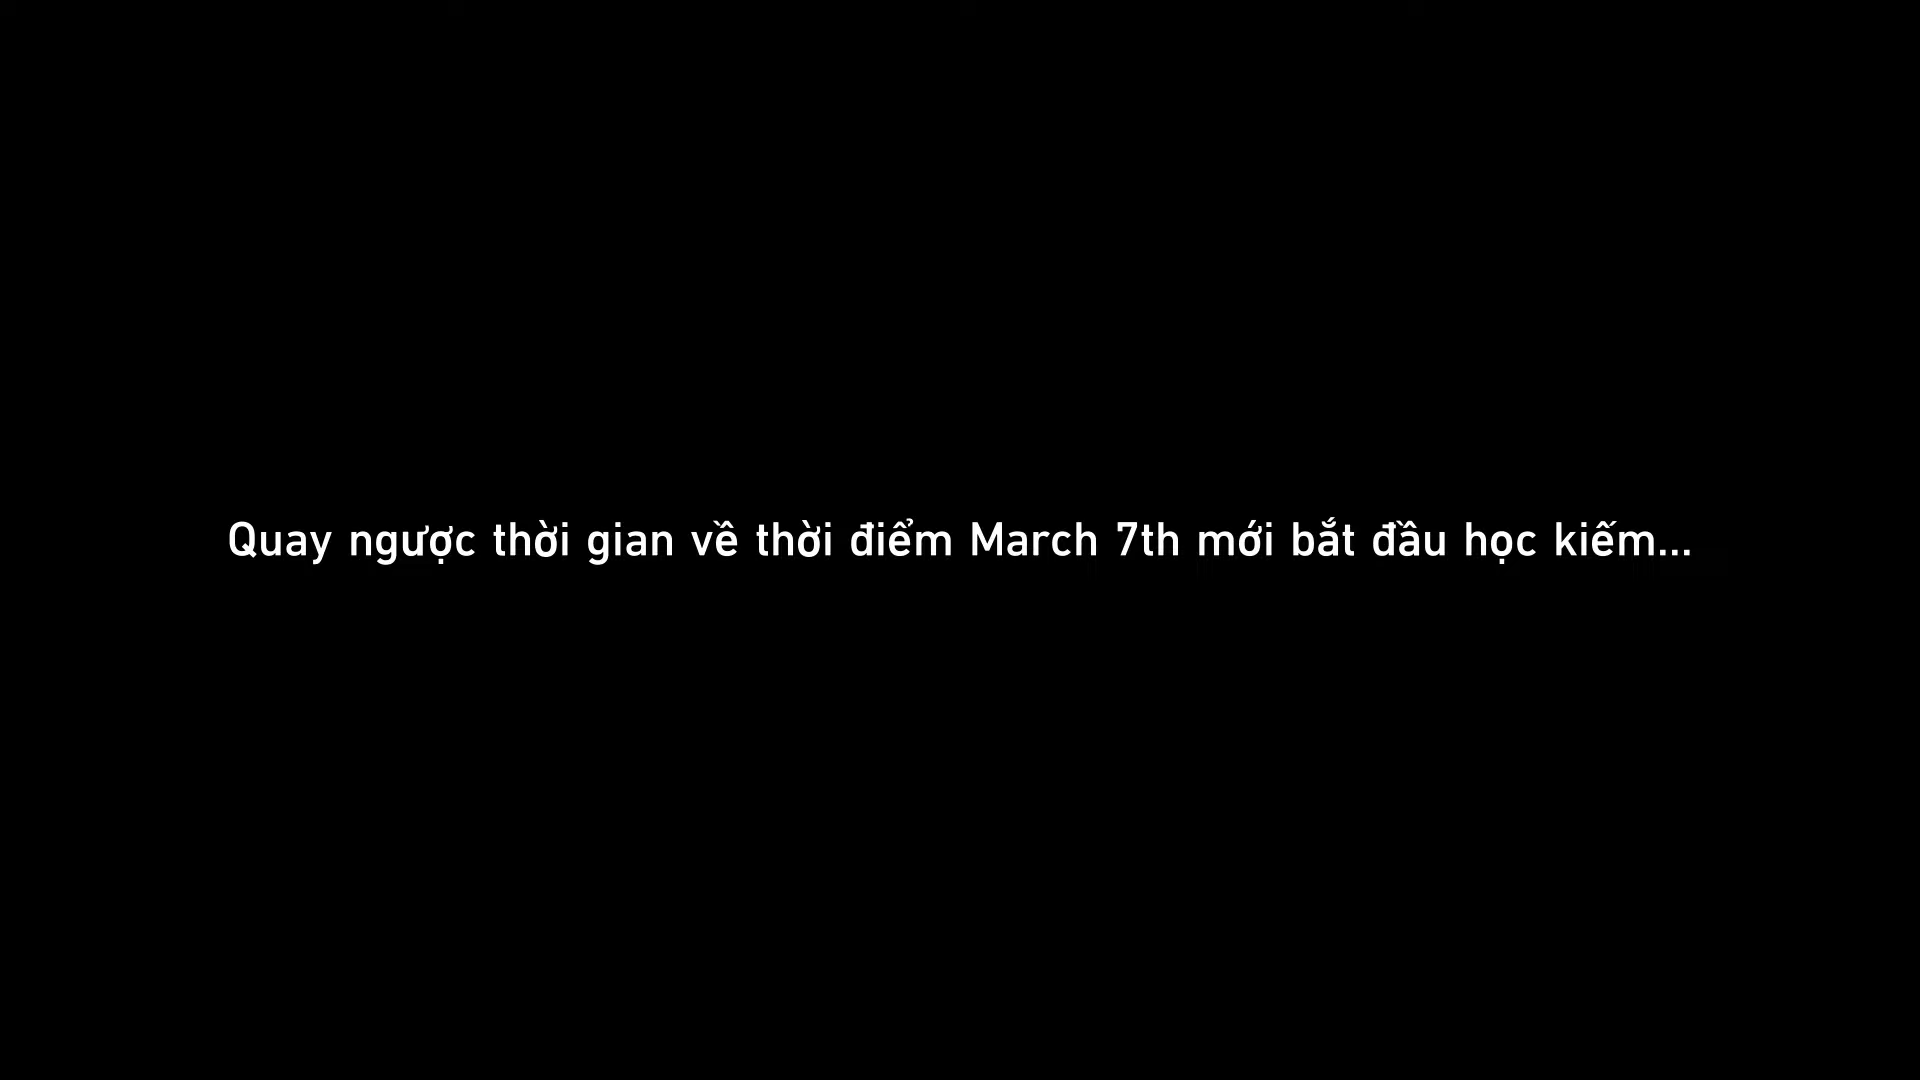 Quay ngược thời gian về thời điểm March 7th mới bắt đầu học kiếm...